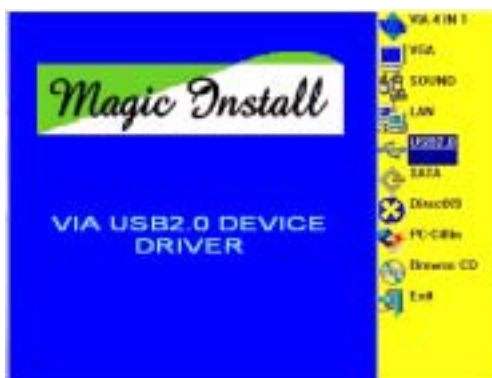 Magic Install
VIA USB2.0 DEVICE
DRIVER
VIA 4 IN 1
VGA
SOUND
LAN
USB2.0
SATA
DirectX9
PC-Cillin
Browse CD
Exit